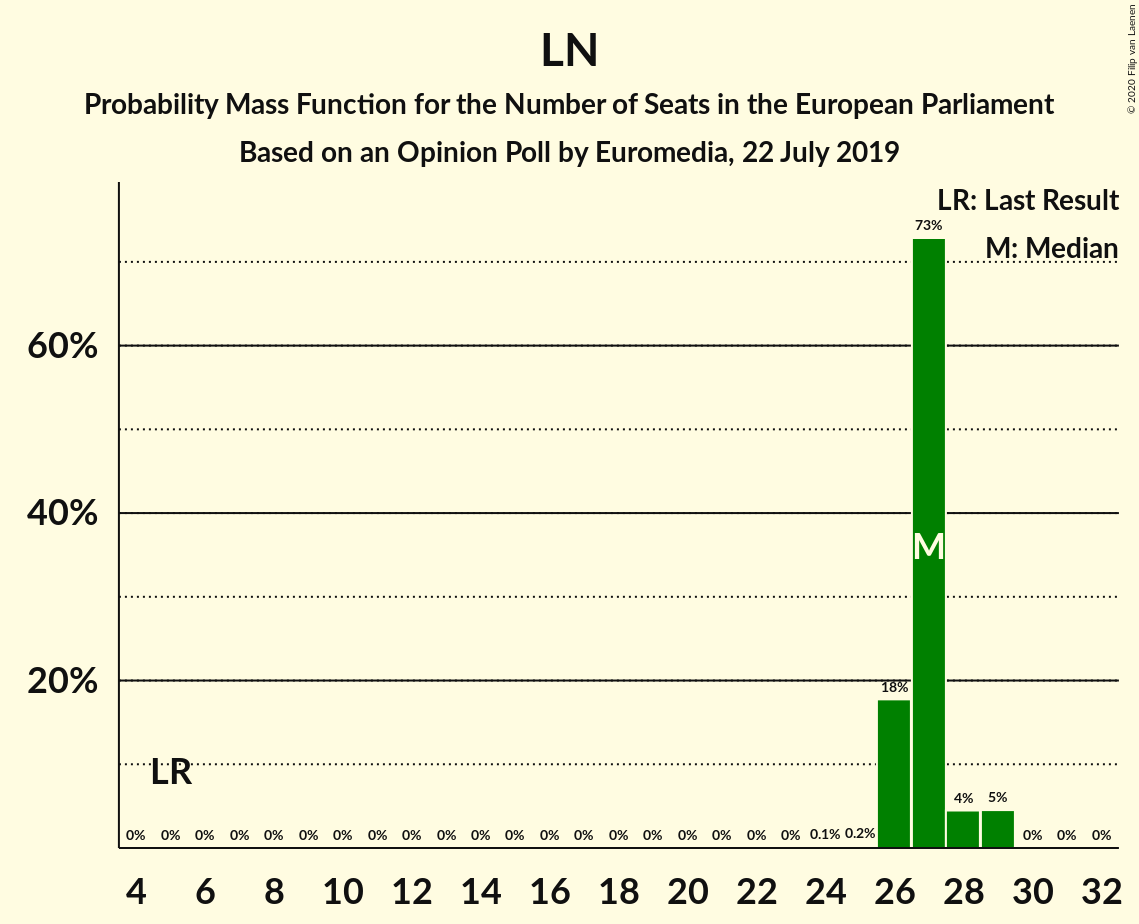 LN
Probability Mass Function for the Number of Seats in the European Parliament
Based on an Opinion Poll by Euromedia, 22 July 2019
© 2020 Filip van Laenen
LR: Last Result
M: Median
73%
60%
40%
M
20%
18%
LR
0% 0% 0% 0% 0% 0% 0% 0% 0% 0% 0% 0% 0% 0% 0% 0% 0% 0% 0% 0% 0.1% 0.2% 4% 5% 0% 0% 0%
4 6 8 10 12 14 16 18 20 22 24 26 28 30 32